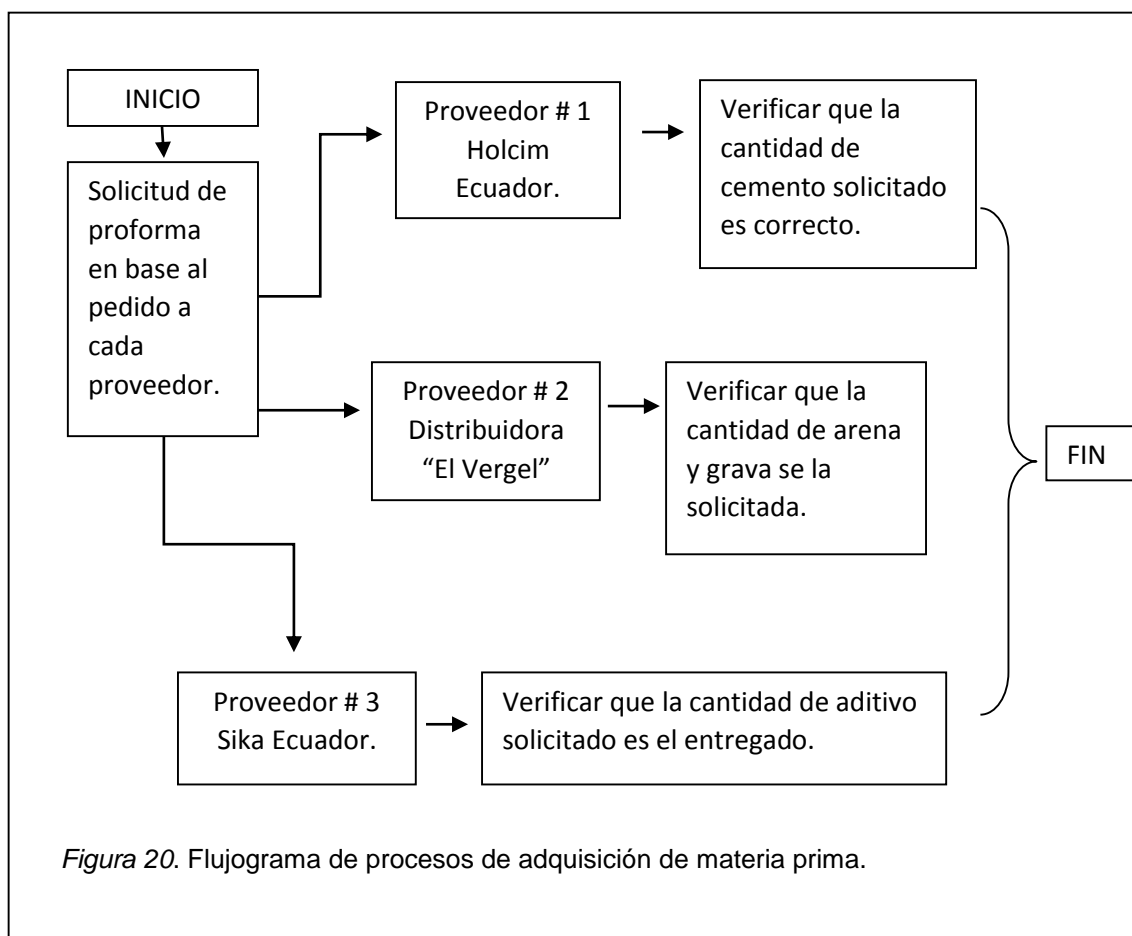 INICIO
Solicitud de
proforma
en base al
pedido a
cada
proveedor.
Proveedor # 1
Holcim
Ecuador.
Verificar que la
cantidad de
cemento solicitado
es correcto.
Proveedor # 2
Distribuidora
“El Vergel”
Verificar que la
cantidad de arena
y grava se la
solicitada.
FIN
Proveedor # 3
Sika Ecuador.
Verificar que la cantidad de aditivo
solicitado es el entregado.
Figura 20. Flujograma de procesos de adquisición de materia prima.